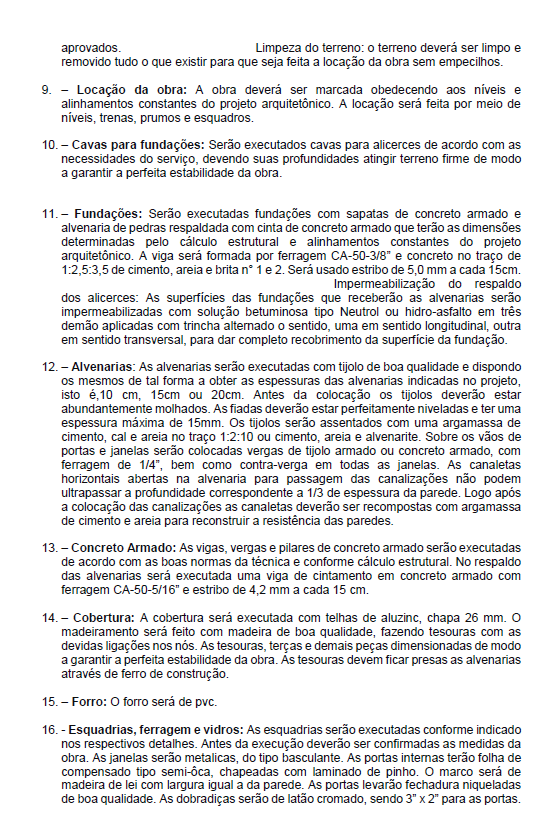 aprovados. Limpeza do terreno: o terreno deverá ser limpo e
removido tudo o que existir para que seja feita a locação da obra sem empecilhos.
9. – Locação da obra: A obra deverá ser marcada obedecendo aos níveis e
alinhamentos constantes do projeto arquitetônico. A locação será feita por meio de
níveis, trenas, prumos e esquadros.
10. – Cavas para fundações: Serão executados cavas para alicerces de acordo com as
necessidades do serviço, devendo suas profundidades atingir terreno firme de modo
a garantir a perfeita estabilidade da obra.
11. – Fundações: Serão executadas fundações com sapatas de concreto armado e
alvenaria de pedras respaldada com cinta de concreto armado que terão as dimensões
determinadas pelo cálculo estrutural e alinhamentos constantes do projeto
arquitetônico. A viga será formada por ferragem CA-50-3/8” e concreto no traço de
1:2,5:3,5 de cimento, areia e brita n° 1 e 2. Será usado estribo de 5,0 mm a cada 15cm.
Impermeabilização do respaldo
dos alicerces: As superfícies das fundações que receberão as alvenarias serão
impermeabilizadas com solução betuminosa tipo Neutrol ou hidro-asfalto em três
demão aplicadas com trincha alternado o sentido, uma em sentido longitudinal, outra
em sentido transversal, para dar completo recobrimento da superfície da fundação.
12. – Alvenarias: As alvenarias serão executadas com tijolo de boa qualidade e dispondo
os mesmos de tal forma a obter as espessuras das alvenarias indicadas no projeto,
isto é,10 cm, 15cm ou 20cm. Antes da colocação os tijolos deverão estar
abundantemente molhados. As fiadas deverão estar perfeitamente niveladas e ter uma
espessura máxima de 15mm. Os tijolos serão assentados com uma argamassa de
cimento, cal e areia no traço 1:2:10 ou cimento, areia e alvenarite. Sobre os vãos de
portas e janelas serão colocadas vergas de tijolo armado ou concreto armado, com
ferragem de 1/4”, bem como contra-verga em todas as janelas. As canaletas
horizontais abertas na alvenaria para passagem das canalizações não podem
ultrapassar a profundidade correspondente a 1/3 de espessura da parede. Logo após
a colocação das canalizações as canaletas deverão ser recompostas com argamassa
de cimento e areia para reconstruir a resistência das paredes.
13. – Concreto Armado: As vigas, vergas e pilares de concreto armado serão executadas
de acordo com as boas normas da técnica e conforme cálculo estrutural. No respaldo
das alvenarias será executada uma viga de cintamento em concreto armado com
ferragem CA-50-5/16” e estribo de 4,2 mm a cada 15 cm.
14. – Cobertura: A cobertura será executada com telhas de aluzinc, chapa 26 mm. O
madeiramento será feito com madeira de boa qualidade, fazendo tesouras com as
devidas ligações nos nós. As tesouras, terças e demais peças dimensionadas de modo
a garantir a perfeita estabilidade da obra. As tesouras devem ficar presas as alvenarias
através de ferro de construção.
15. – Forro: O forro será de pvc.
16. - Esquadrias, ferragem e vidros: As esquadrias serão executadas conforme indicado
nos respectivos detalhes. Antes da execução deverão ser confirmadas as medidas da
obra. As janelas serão metalicas, do tipo basculante. As portas internas terão folha de
compensado tipo semi-ôca, chapeadas com laminado de pinho. O marco será de
madeira de lei com largura igual a da parede. As portas levarão fechadura niqueladas
de boa qualidade. As dobradiças serão de latão cromado, sendo 3” x 2” para as portas.